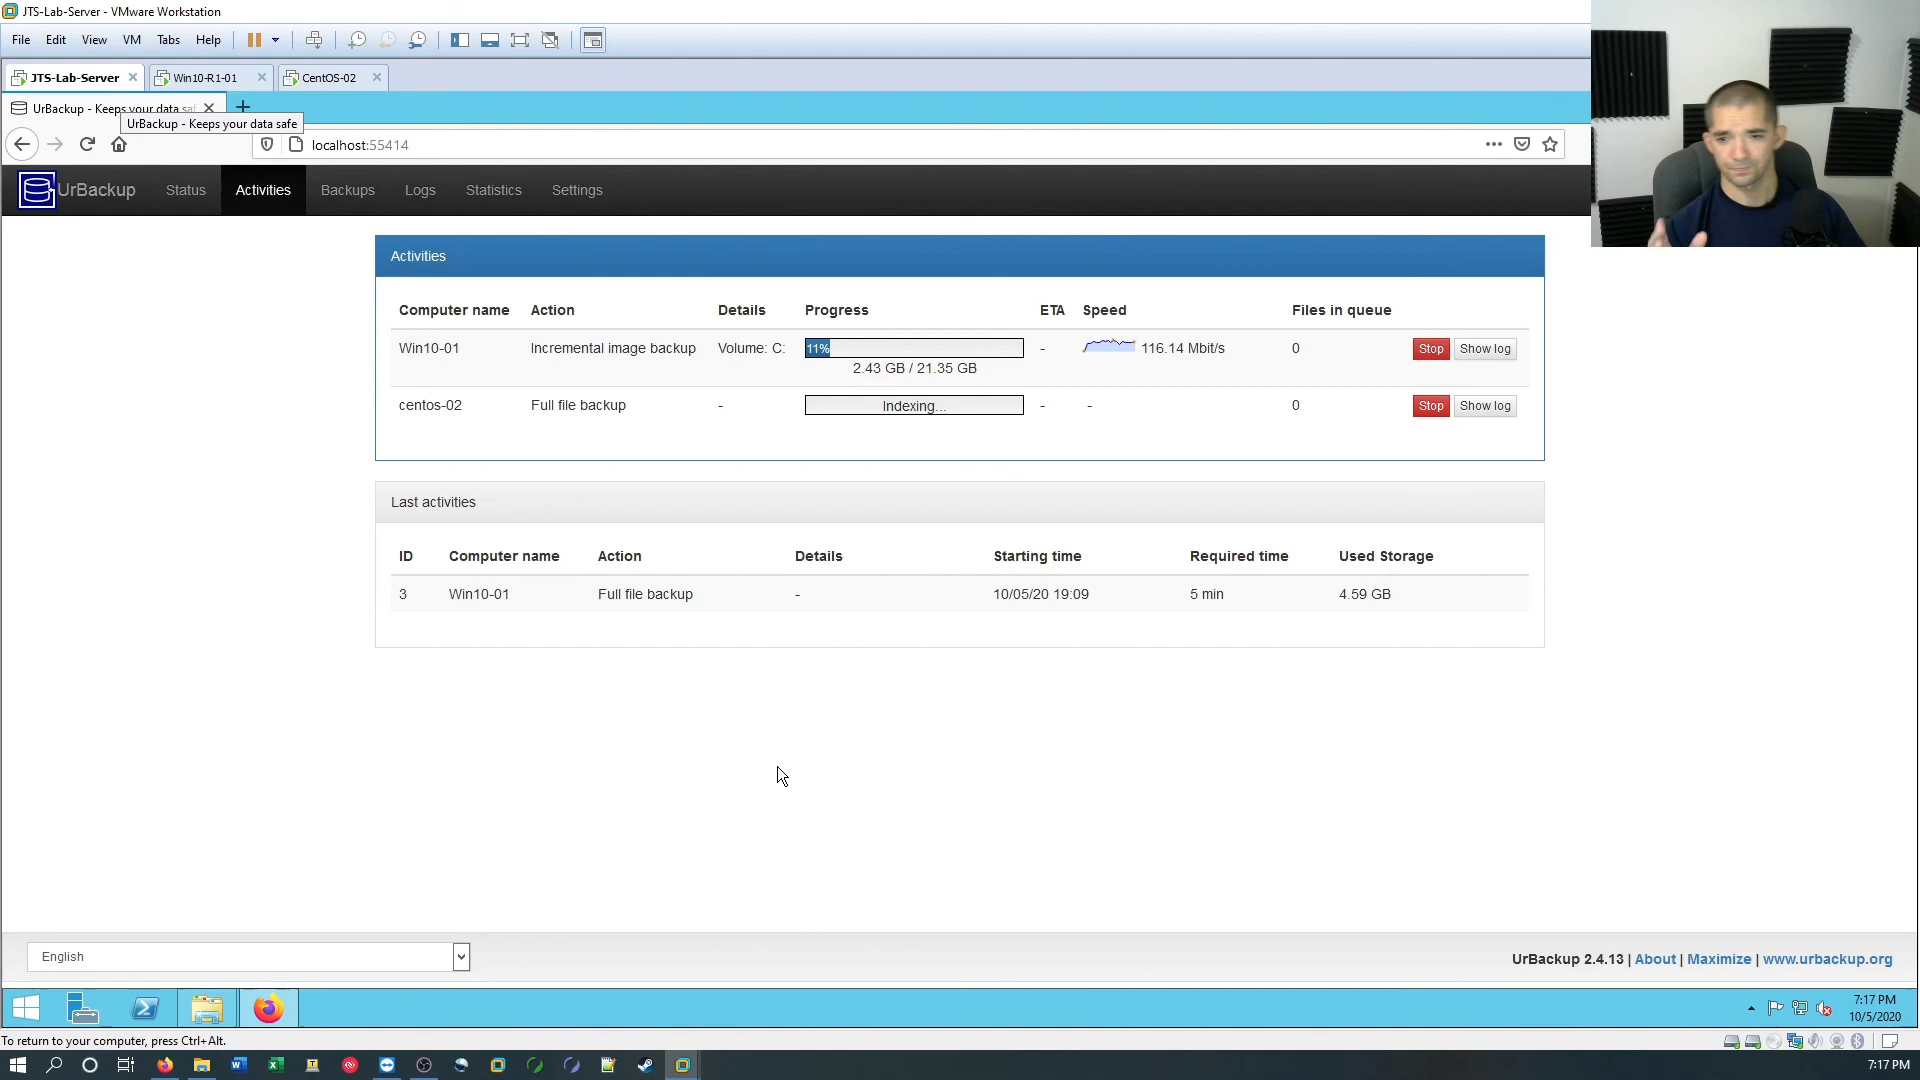 JTS-Lab-Server - VMware Workstation
File Edit View VM Tabs Help
JTS-Lab-Server Win10-R1-01 CentOS-02
UrBackup - Keeps your data saf
UrBackup - Keeps your data safe
localhost:55414
UrBackup Status Activities Backups Logs Statistics Settings
Activities
Computer name Action Details Progress ETA Speed Files in queue
Win10-01 Incremental image backup Volume: C: 11% - 116.14 Mbit/s 0 Stop Show log
2.43 GB / 21.35 GB
centos-02 Full file backup - Indexing... - - 0 Stop Show log
Last activities
ID Computer name Action Details Starting time Required time Used Storage
3 Win10-01 Full file backup - 10/05/20 19:09 5 min 4.59 GB
English
UrBackup 2.4.13 | About | Maximize | www.urbackup.org
7:17 PM
10/5/2020
To return to your computer, press Ctrl+Alt.
7:17 PM